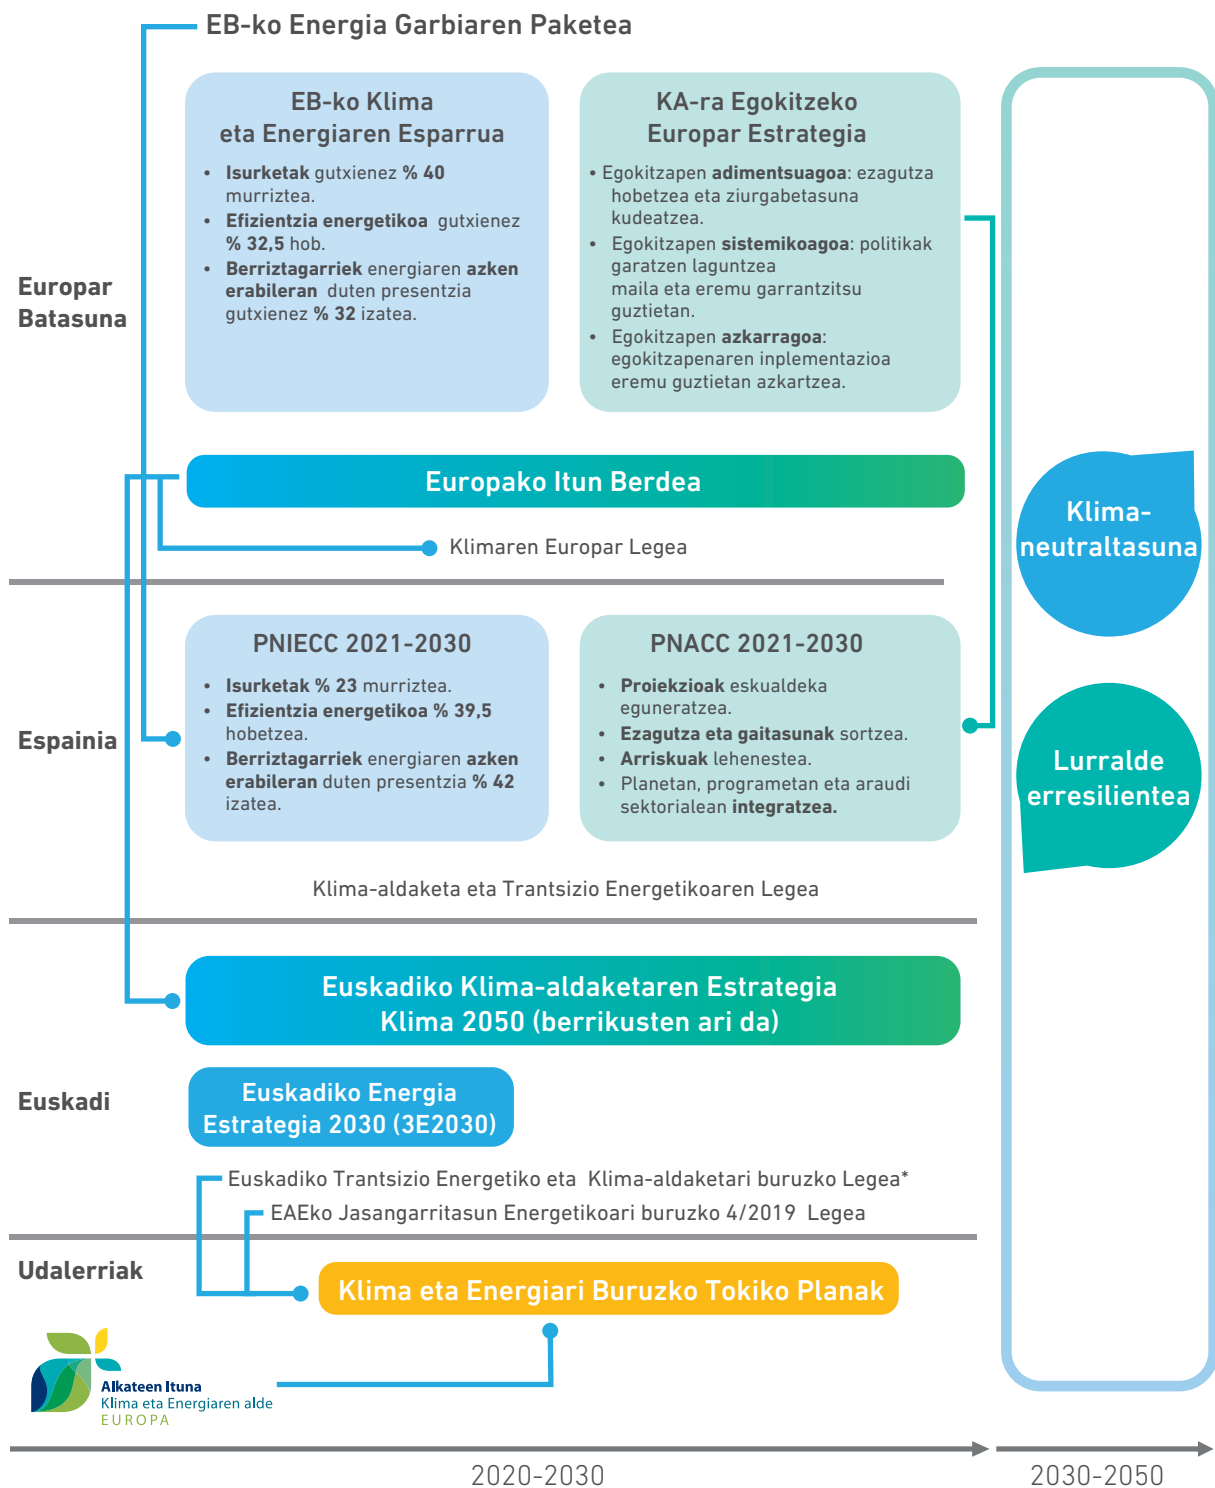 EB-ko Energia Garbiaren Paketea
EB-ko Klima
eta Energiaren Esparrua
• Isurketak gutxienez % 40
murriztea.
• Efizientzia energetikoa gutxienez
% 32,5 hob.
• Berriztagarriek energiaren azken
erabileran duten presentzia
gutxienez % 32 izatea.
KA-ra Egokitzeko
Europar Estrategia
• Egokitzapen adimentsuagoa: ezagutza
hobetzea eta ziurgabetasuna
kudeatzea.
• Egokitzapen sistemikoagoa: politikak
garatzen laguntzea
maila eta eremu garrantzitsu
guztietan.
• Egokitzapen azkarragoa:
egokitzapenaren inplementazioa
eremu guztietan azkartzea.
Europar
Batasuna
Europako Itun Berdea
Klimaren Europar Legea
Klima-
neutraltasuna
PNIECC 2021-2030
• Isurketak % 23 murriztea.
• Efizientzia energetikoa % 39,5
hobetzea.
• Berriztagarriek energiaren azken
erabileran duten presentzia % 42
izatea.
PNACC 2021-2030
• Proiekzioak eskualdeka
eguneratzea.
• Ezagutza eta gaitasunak sortzea.
• Arriskuak lehenestea.
• Planetan, programetan eta araudi
sektorialean integratzea.
Espainia
Lurralde
erresilientea
Klima-aldaketa eta Trantsizio Energetikoaren Legea
Euskadiko Klima-aldaketaren Estrategia
Klima 2050 (berrikusten ari da)
Euskadi
Euskadiko Energia
Estrategia 2030 (3E2030)
Euskadiko Trantsizio Energetiko eta Klima-aldaketari buruzko Legea*
EAEko Jasangarritasun Energetikoari buruzko 4/2019 Legea
Udalerriak
Klima eta Energiari Buruzko Tokiko Planak
Alkateen Ituna
Klima eta Energiaren alde
EUROPA
2020-2030
2030-2050